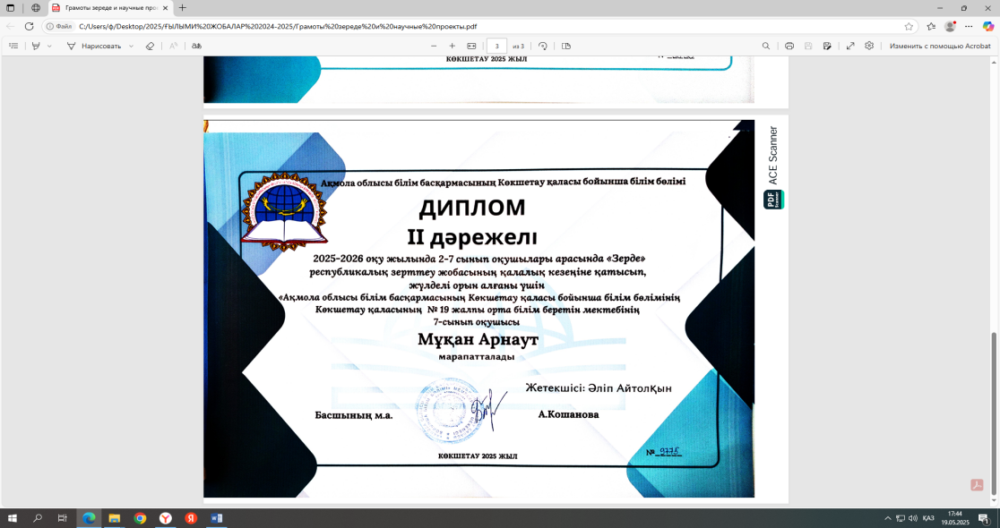 Грамоты зереде и научные про
Файл
C:/Users/ф/Desktop/2025/ҒЫЛЫМИ%20ЖОБАЛАР%202024-2025/Грамоты%20зереде%20и%20научные%20проекты.pdf
Нарисовать
3 из 3
Изменить с помощью Acrobat
КӨКШЕТАУ 2025 ЖЫЛ
ACE Scanner
PDF Scanner
Ақмола облысы білім басқармасының Көкшетау қаласы бойынша білім бөлімі
ДИПЛОМ
II дәрежелі
2025-2026 оқу жылында 2-7 сынып оқушылары арасында «Зерде»
республикалық зерттеу жобасының қалалық кезеңіне қатысып,
жүлделі орын алғаны үшін
«Ақмола облысы білім басқармасының Көкшетау қаласы бойынша білім бөлімінің
Көкшетау қаласының № 19 жалпы орта білім беретін мектебінің
7-сынып оқушысы
Мұқан Арнаут
марапатталады
Жетекшісі: Әліп Айтолқын
Басшының м.а.
А.Кошанова
№ 9778
КӨКШЕТАУ 2025 ЖЫЛ
ҚАЗ
17:44
19.05.2025